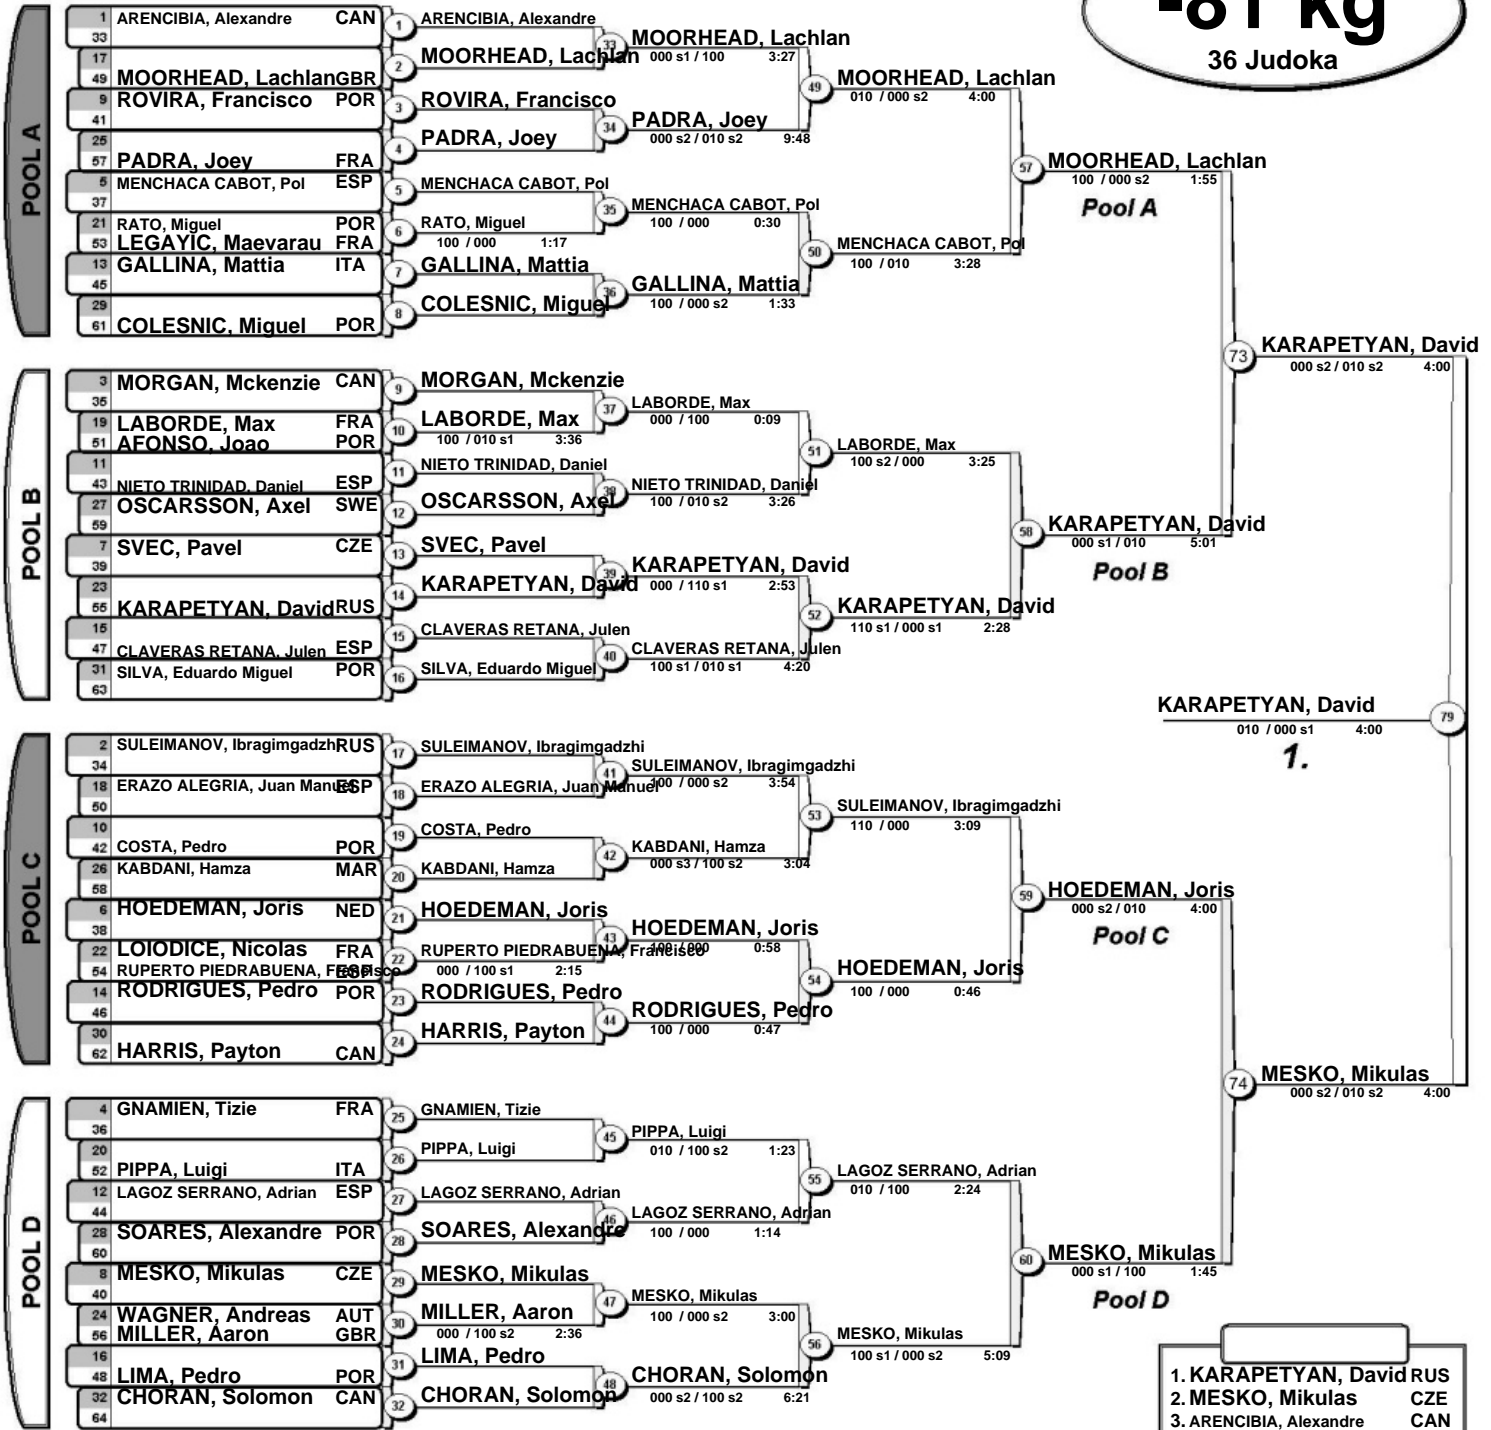 -81 kg
36 Judoka
POOL A
1 ARENCIBIA, Alexandre CAN
33
17
49 MOORHEAD, Lachlan GBR
9 ROVIRA, Francisco POR
41
25
57 PADRA, Joey FRA
5 MENCHACA CABOT, Pol ESP
37
21 RATO, Miguel POR
53 LEGAYIC, Maevarau FRA
13 GALLINA, Mattia ITA
45
29
61 COLESNIC, Miguel POR
1 ARENCIBIA, Alexandre
2 MOORHEAD, Lachlan
3 ROVIRA, Francisco
4 PADRA, Joey
5 MENCHACA CABOT, Pol
6 RATO, Miguel
100 / 000 1:17
7 GALLINA, Mattia
8 COLESNIC, Miguel
33 MOORHEAD, Lachlan
000 s1 / 100 3:27
34 PADRA, Joey
000 s2 / 010 s2 9:48
35 MENCHACA CABOT, Pol
100 / 000 0:30
36 GALLINA, Mattia
100 / 000 s2 1:33
49 MOORHEAD, Lachlan
010 / 000 s2 4:00
50 MENCHACA CABOT, Pol
100 / 010 3:28
57 MOORHEAD, Lachlan
100 / 000 s2 1:55
Pool A
POOL B
3 MORGAN, Mckenzie CAN
35
19 LABORDE, Max FRA
51 AFONSO, Joao POR
11
43 NIETO TRINIDAD, Daniel ESP
27 OSCARSSON, Axel SWE
59
7 SVEC, Pavel CZE
39
23
55 KARAPETYAN, David RUS
15
47 CLAVERAS RETANA, Julen ESP
31 SILVA, Eduardo Miguel POR
63
9 MORGAN, Mckenzie
10 LABORDE, Max
100 / 010 s1 3:36
11 NIETO TRINIDAD, Daniel
12 OSCARSSON, Axel
13 SVEC, Pavel
14 KARAPETYAN, David
15 CLAVERAS RETANA, Julen
16 SILVA, Eduardo Miguel
37 LABORDE, Max
000 / 100 0:09
38 NIETO TRINIDAD, Daniel
100 / 010 s2 3:26
39 KARAPETYAN, David
000 / 110 s1 2:53
40 CLAVERAS RETANA, Julen
100 s1 / 010 s1 4:20
51 LABORDE, Max
100 s2 / 000 3:25
52 KARAPETYAN, David
110 s1 / 000 s1 2:28
58 KARAPETYAN, David
000 s1 / 010 5:01
Pool B
73 KARAPETYAN, David
000 s2 / 010 s2 4:00
KARAPETYAN, David 79
010 / 000 s1 4:00
1.
POOL C
2 SULEIMANOV, Ibragimgadzhi RUS
34
18 ERAZO ALEGRIA, Juan Manuel ESP
50
10
42 COSTA, Pedro POR
26 KABDANI, Hamza MAR
58
6 HOEDEMAN, Joris NED
38
22 LOIODICE, Nicolas FRA
54 RUPERTO PIEDRABUENA, Francisco ESP
14 RODRIGUES, Pedro POR
46
30
62 HARRIS, Payton CAN
17 SULEIMANOV, Ibragimgadzhi
18 ERAZO ALEGRIA, Juan Manuel
19 COSTA, Pedro
20 KABDANI, Hamza
21 HOEDEMAN, Joris
22 RUPERTO PIEDRABUENA, Francisco
000 / 100 s1 2:15
23 RODRIGUES, Pedro
24 HARRIS, Payton
41 SULEIMANOV, Ibragimgadzhi
100 / 000 s2 3:54
42 KABDANI, Hamza
000 s3 / 100 s2 3:04
43 HOEDEMAN, Joris
100 / 000 0:58
44 RODRIGUES, Pedro
100 / 000 0:47
53 SULEIMANOV, Ibragimgadzhi
110 / 000 3:09
54 HOEDEMAN, Joris
100 / 000 0:46
59 HOEDEMAN, Joris
000 s2 / 010 4:00
Pool C
74 MESKO, Mikulas
000 s2 / 010 s2 4:00
POOL D
4 GNAMIEN, Tizie FRA
36
20
52 PIPPA, Luigi ITA
12 LAGOZ SERRANO, Adrian ESP
44
28 SOARES, Alexandre POR
60
8 MESKO, Mikulas CZE
40
24 WAGNER, Andreas AUT
56 MILLER, Aaron GBR
16
48 LIMA, Pedro POR
32 CHORAN, Solomon CAN
64
25 GNAMIEN, Tizie
26 PIPPA, Luigi
27 LAGOZ SERRANO, Adrian
28 SOARES, Alexandre
29 MESKO, Mikulas
30 MILLER, Aaron
000 / 100 s2 2:36
31 LIMA, Pedro
32 CHORAN, Solomon
45 PIPPA, Luigi
010 / 100 s2 1:23
46 LAGOZ SERRANO, Adrian
100 / 000 1:14
47 MESKO, Mikulas
100 / 000 s2 3:00
48 CHORAN, Solomon
000 s2 / 100 s2 6:21
55 LAGOZ SERRANO, Adrian
010 / 100 2:24
56 MESKO, Mikulas
100 s1 / 000 s2 5:09
60 MESKO, Mikulas
000 s1 / 100 1:45
Pool D
1. KARAPETYAN, David RUS
2. MESKO, Mikulas CZE
3. ARENCIBIA, Alexandre CAN